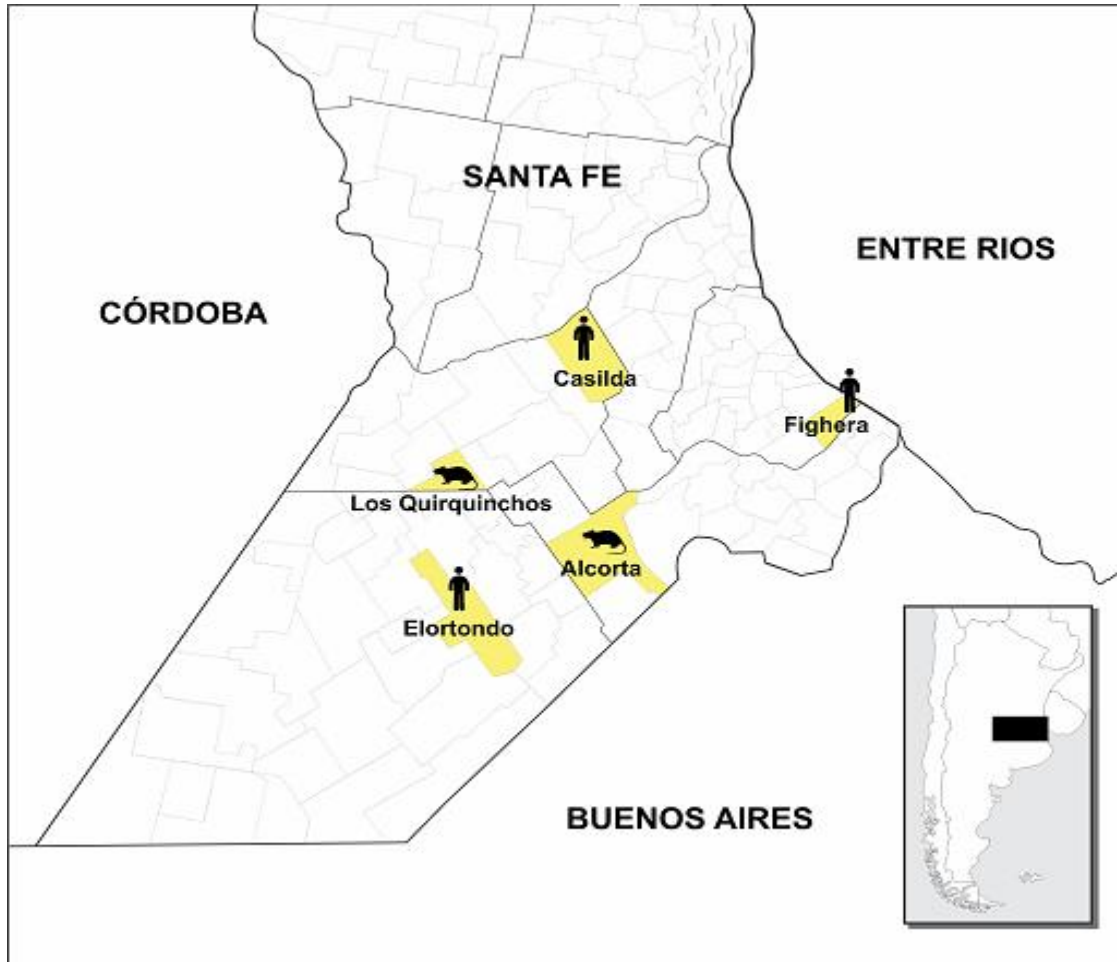 SANTA FE
ENTRE RIOS
CÓRDOBA
Casilda
Fighera
Los Quirquinchos
Alcorta
Elortondo
BUENOS AIRES